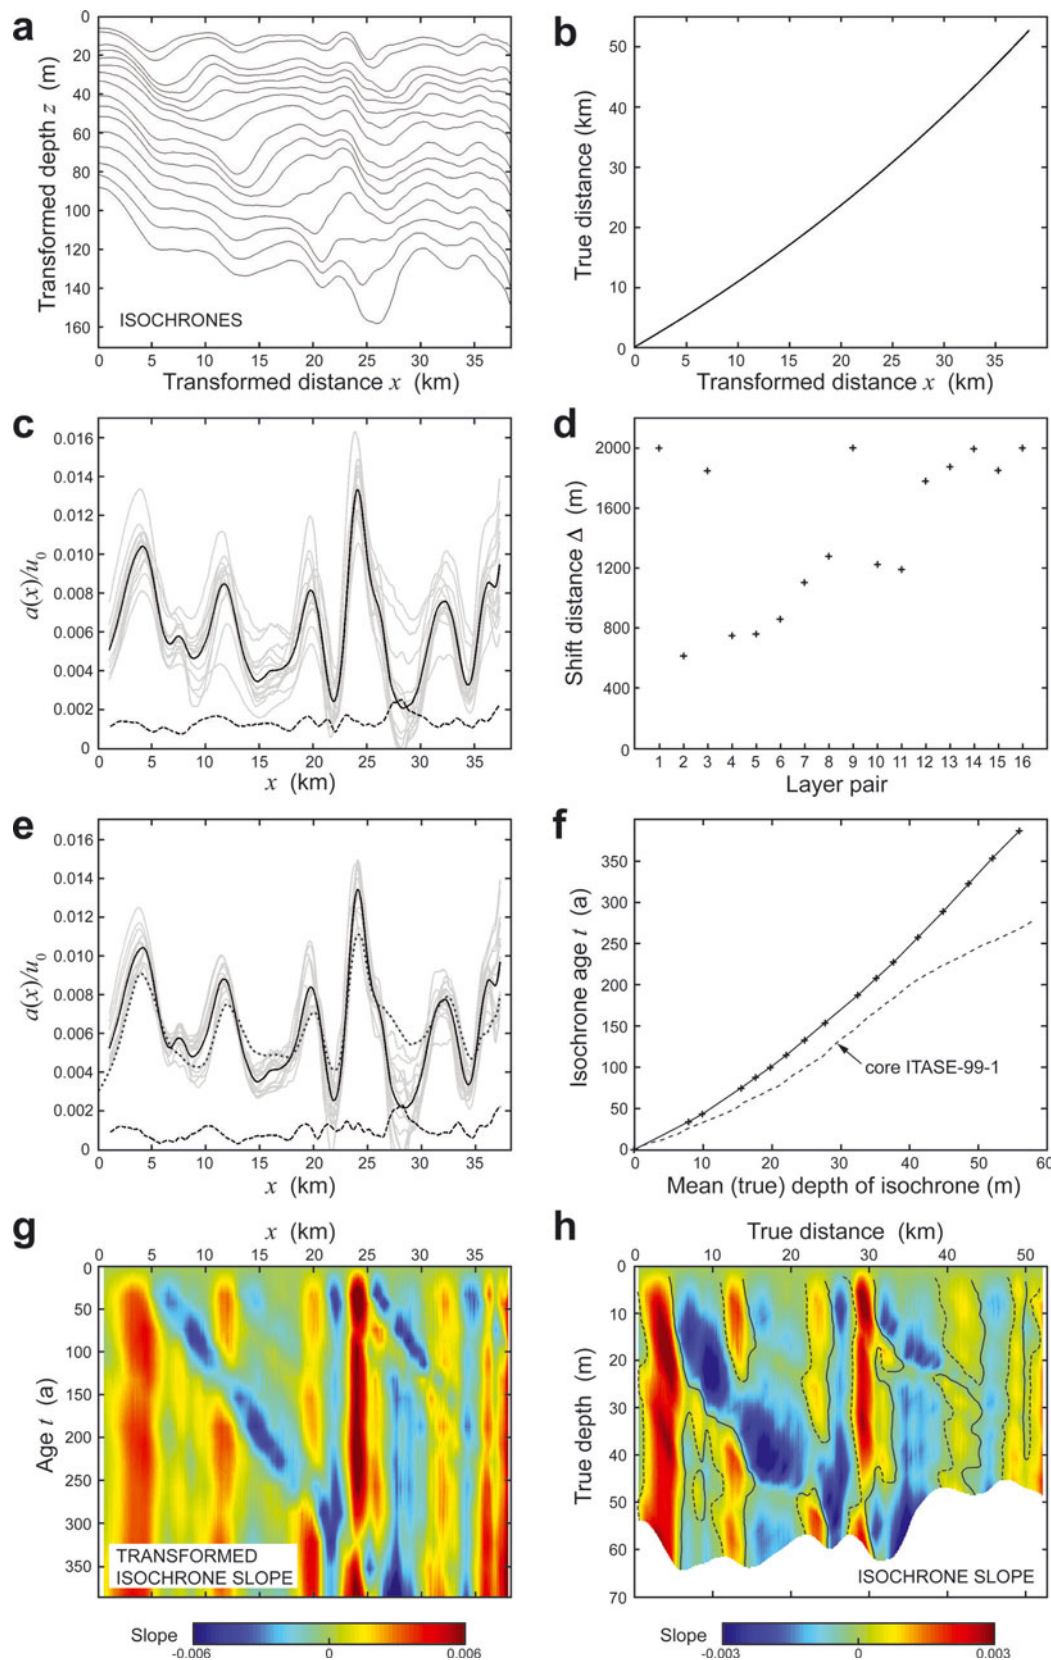 a
0
20
40
60
80
100
120
140
160
Transformed depth z (m)
ISOCHRONES
0 5 10 15 20 25 30 35
Transformed distance x (km)
b
50
40
30
20
10
0
True distance (km)
0 5 10 15 20 25 30 35
Transformed distance x (km)
c
0.016
0.014
0.012
0.010
0.008
0.006
0.004
0.002
0
a(x)/u₀
0 5 10 15 20 25 30 35
x (km)
d
2000
1600
1200
800
400
0
Shift distance Δ (m)
1 2 3 4 5 6 7 8 9 10 11 12 13 14 15 16
Layer pair
e
0.016
0.014
0.012
0.010
0.008
0.006
0.004
0.002
0
a(x)/u₀
0 5 10 15 20 25 30 35
x (km)
f
350
300
250
200
150
100
50
0
Isochrone age t (a)
core ITASE-99-1
0 10 20 30 40 50 60
Mean (true) depth of isochrone (m)
g
x (km)
0 5 10 15 20 25 30 35
0
50
100
150
200
250
300
350
Age t (a)
TRANSFORMED
ISOCHRONE SLOPE
Slope
-0.006 0 0.006
h
True distance (km)
0 10 20 30 40 50
0
10
20
30
40
50
60
70
True depth (m)
ISOCHRONE SLOPE
Slope
-0.003 0 0.003